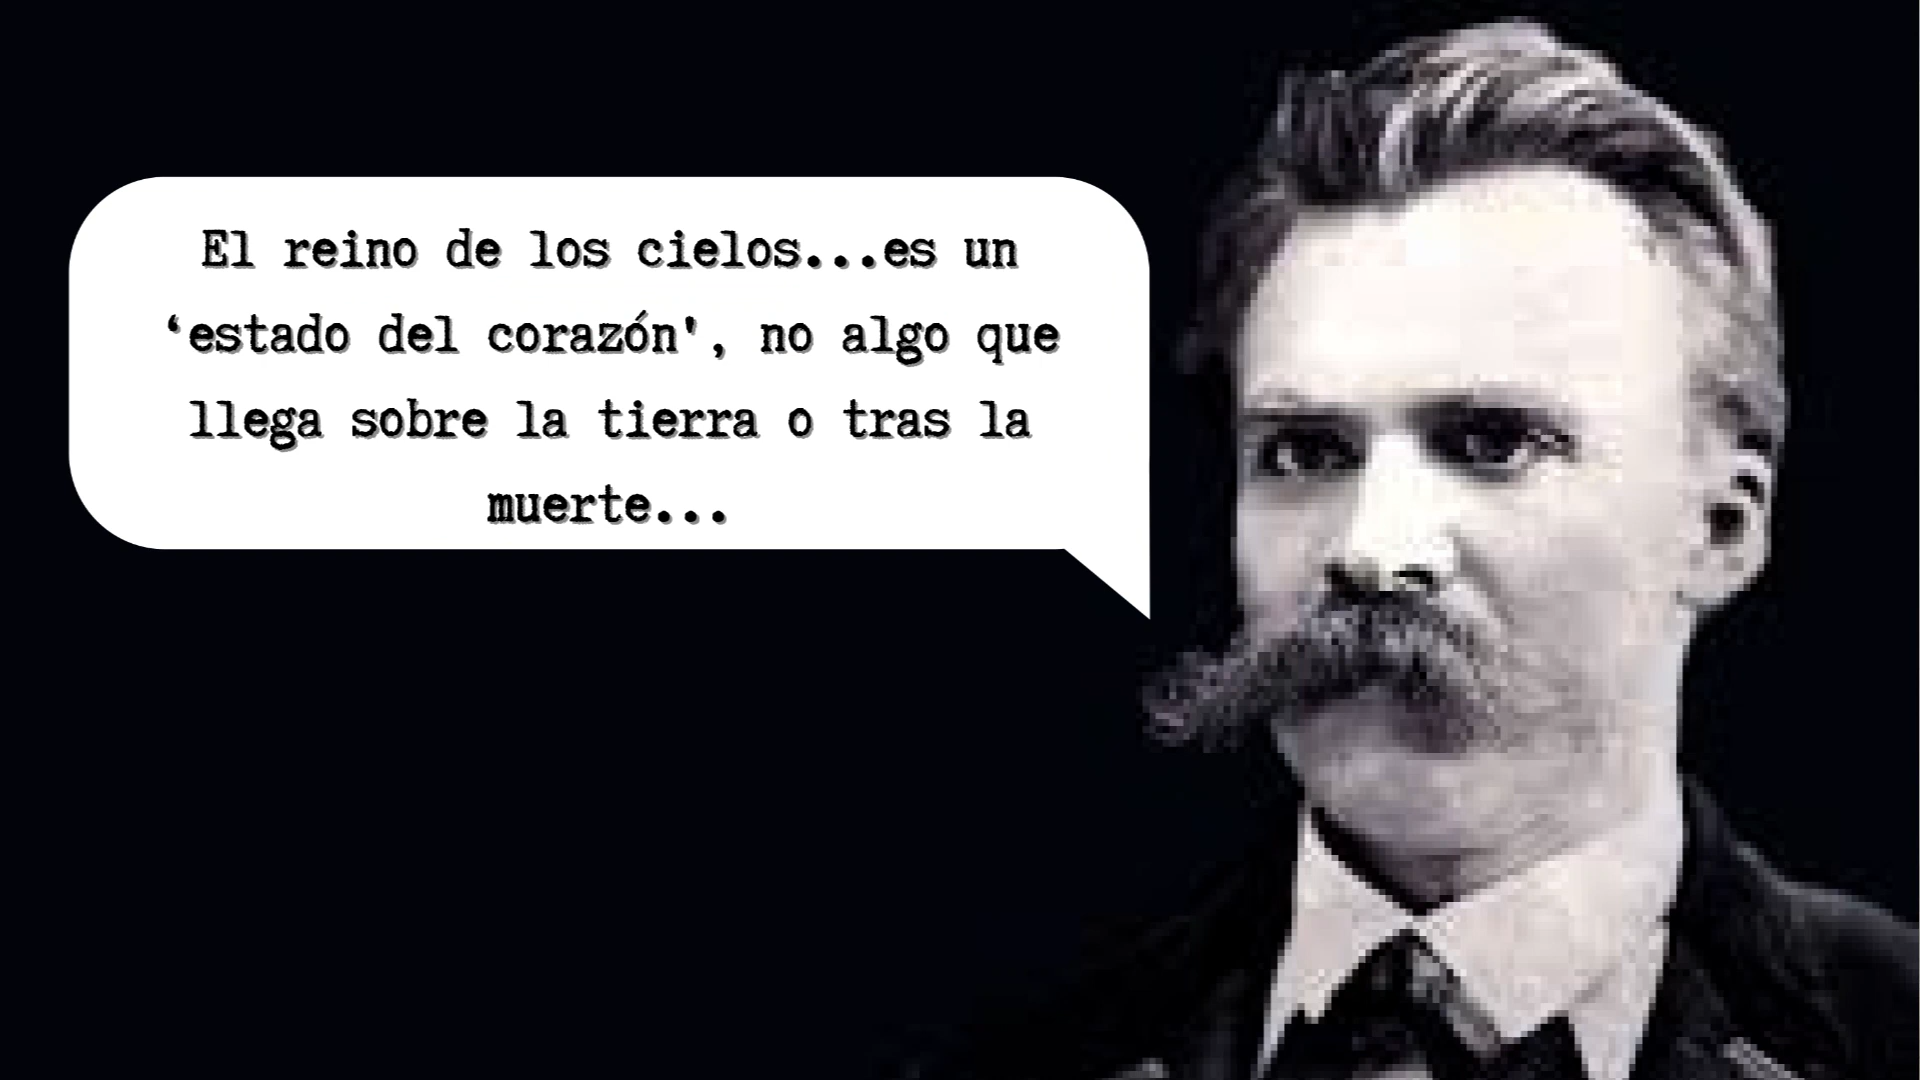 El reino de los cielos...es un
‘estado del corazón', no algo que
llega sobre la tierra o tras la
muerte...